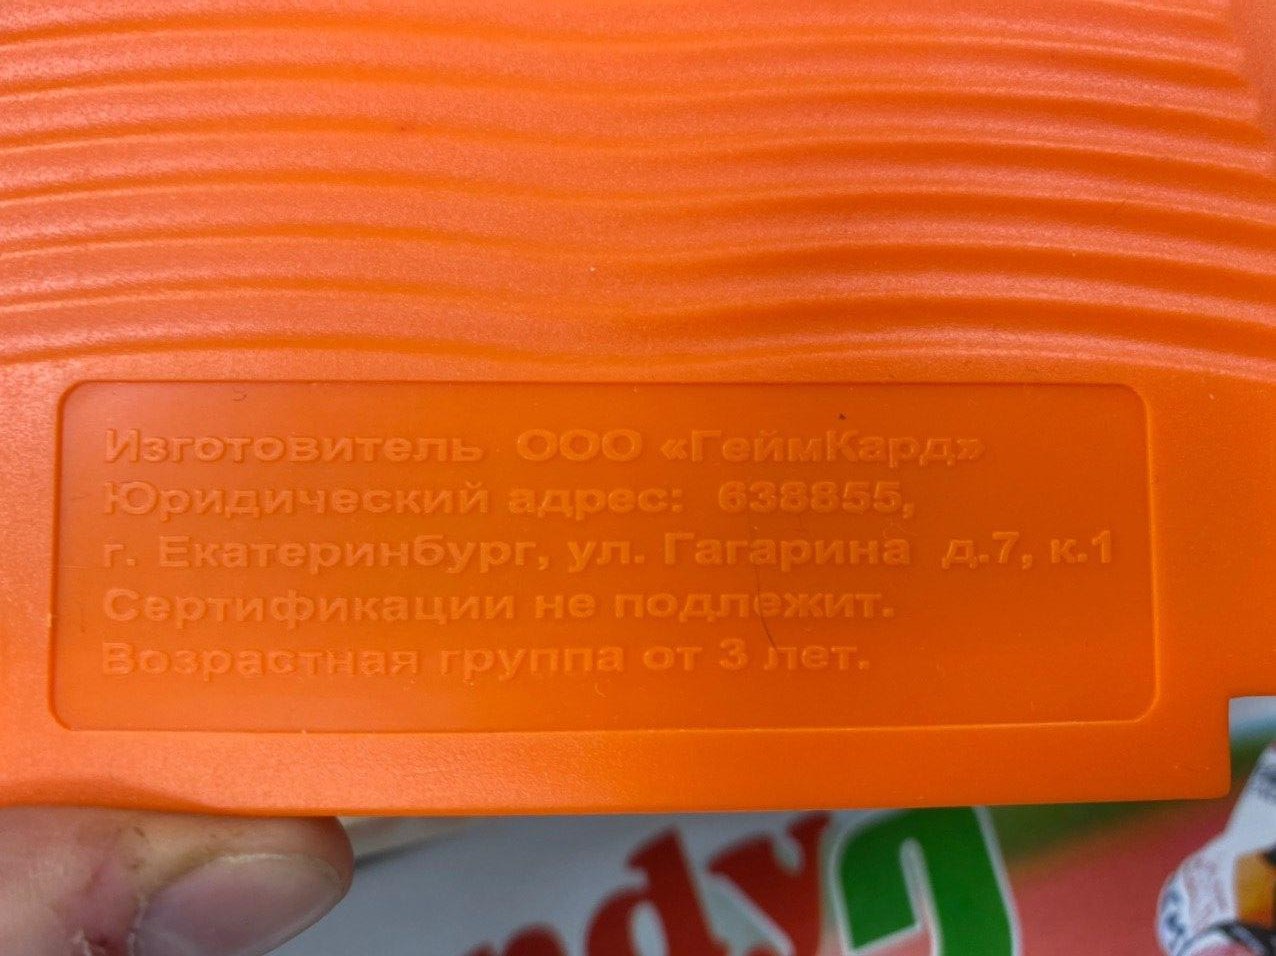 Изготовитель ООО «ГеймКард»
Юридический адрес: 638855,
г. Екатеринбург, ул. Гагарина д.7, к.1
Сертификации не подлежит.
Возрастная группа от 3 лет.
ndy